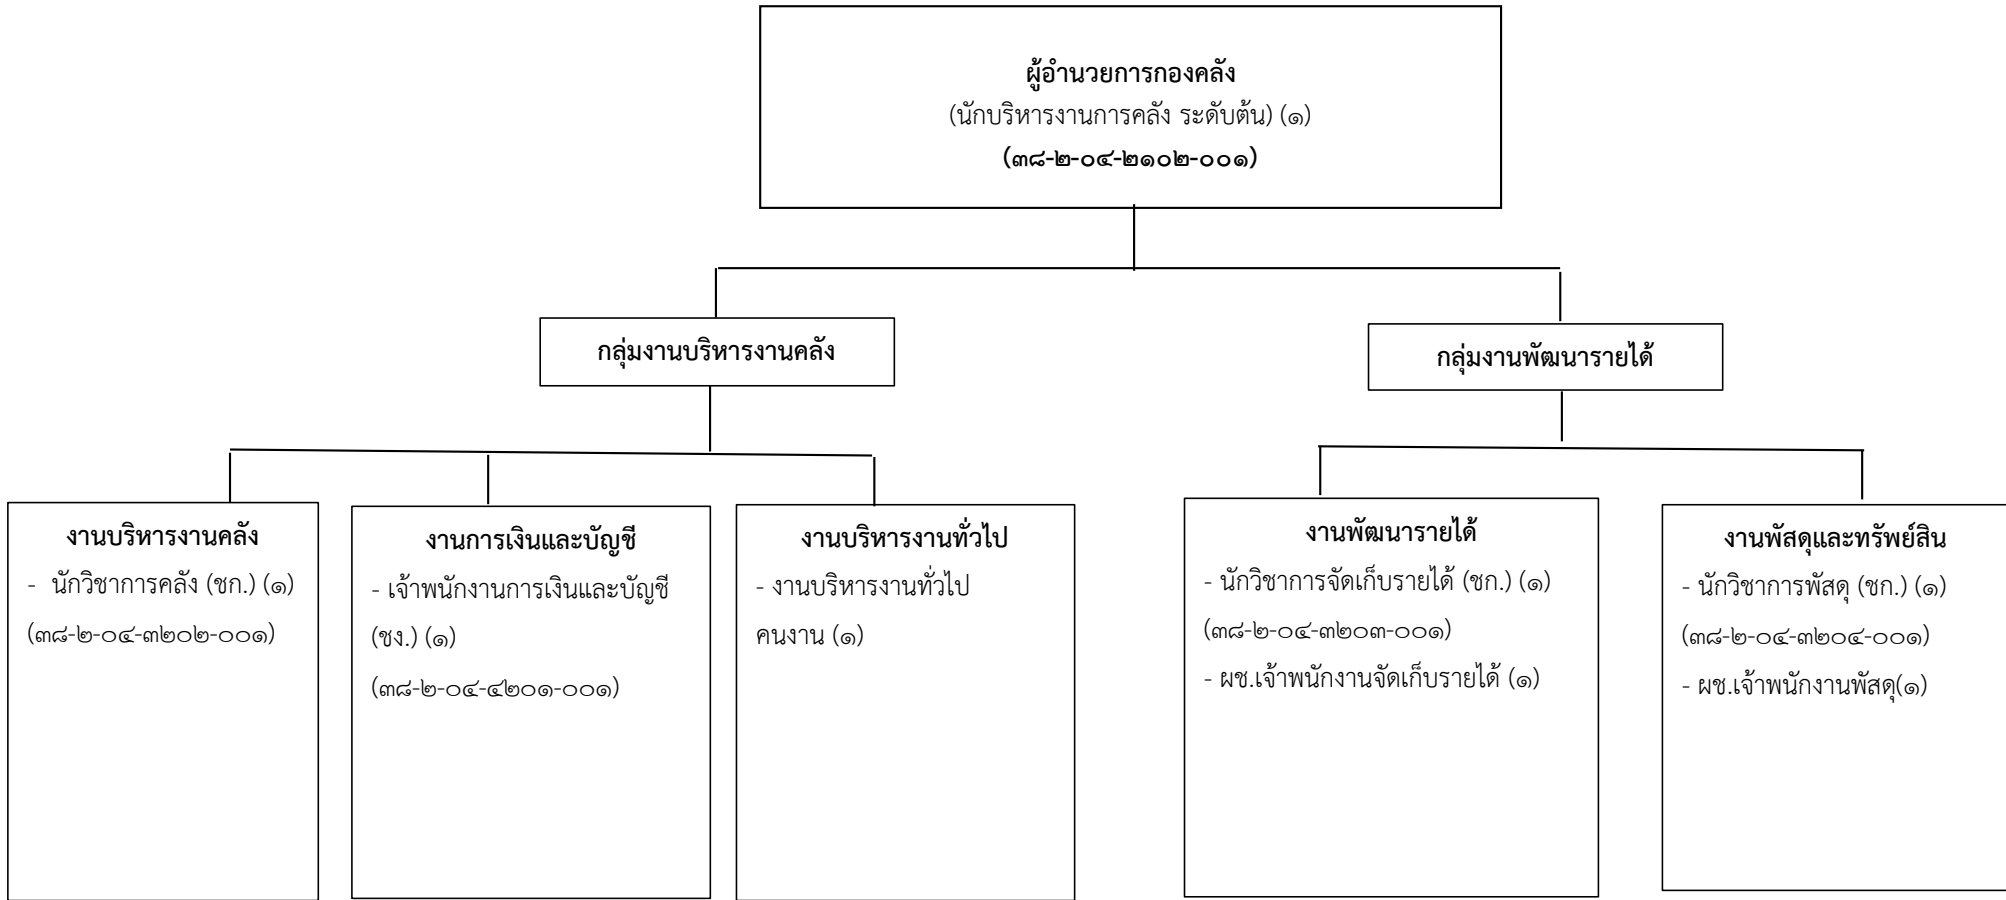 ผู้อำนวยการกองคลัง
(นักบริหารงานการคลัง ระดับต้น) (๑)
(๓๘-๒-๐๔-๒๑๐๒-๐๐๑)
กลุ่มงานบริหารงานคลัง
กลุ่มงานพัฒนารายได้
งานบริหารงานคลัง
- นักวิชาการคลัง (ชก.) (๑)
(๓๘-๒-๐๔-๓๒๐๒-๐๐๑)
งานการเงินและบัญชี
- เจ้าพนักงานการเงินและบัญชี
(ชง.) (๑)
(๓๘-๒-๐๔-๔๒๐๑-๐๐๑)
งานบริหารงานทั่วไป
- งานบริหารงานทั่วไป
คนงาน (๑)
งานพัฒนารายได้
- นักวิชาการจัดเก็บรายได้ (ชก.) (๑)
(๓๘-๒-๐๔-๓๒๐๓-๐๐๑)
- ผช.เจ้าพนักงานจัดเก็บรายได้ (๑)
งานพัสดุและทรัพย์สิน
- นักวิชาการพัสดุ (ชก.) (๑)
(๓๘-๒-๐๔-๓๒๐๔-๐๐๑)
- ผช.เจ้าพนักงานพัสดุ(๑)